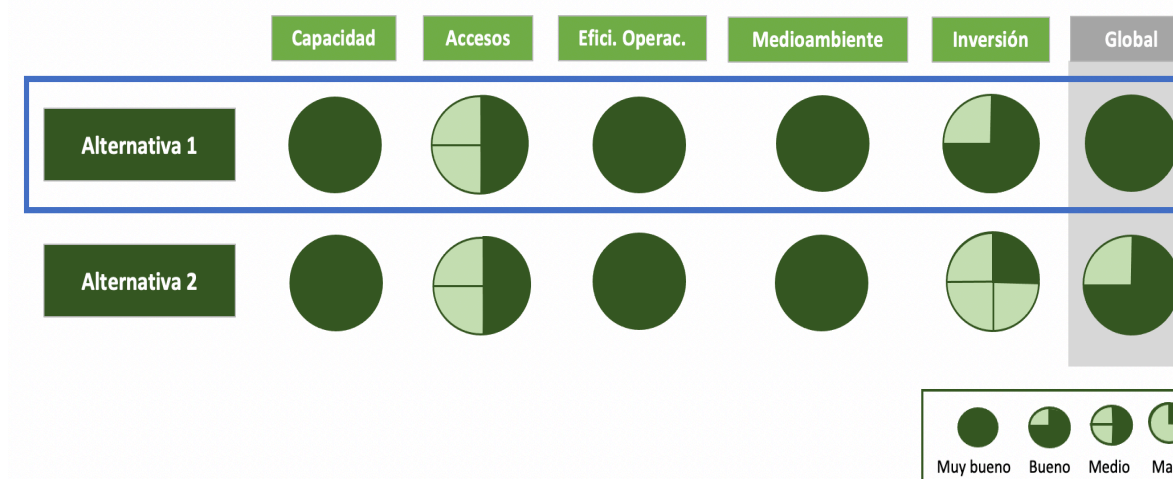 Capacidad Accesos Efici. Operac. Medioambiente Inversión Global
Alternativa 1
Alternativa 2
Muy bueno Bueno Medio